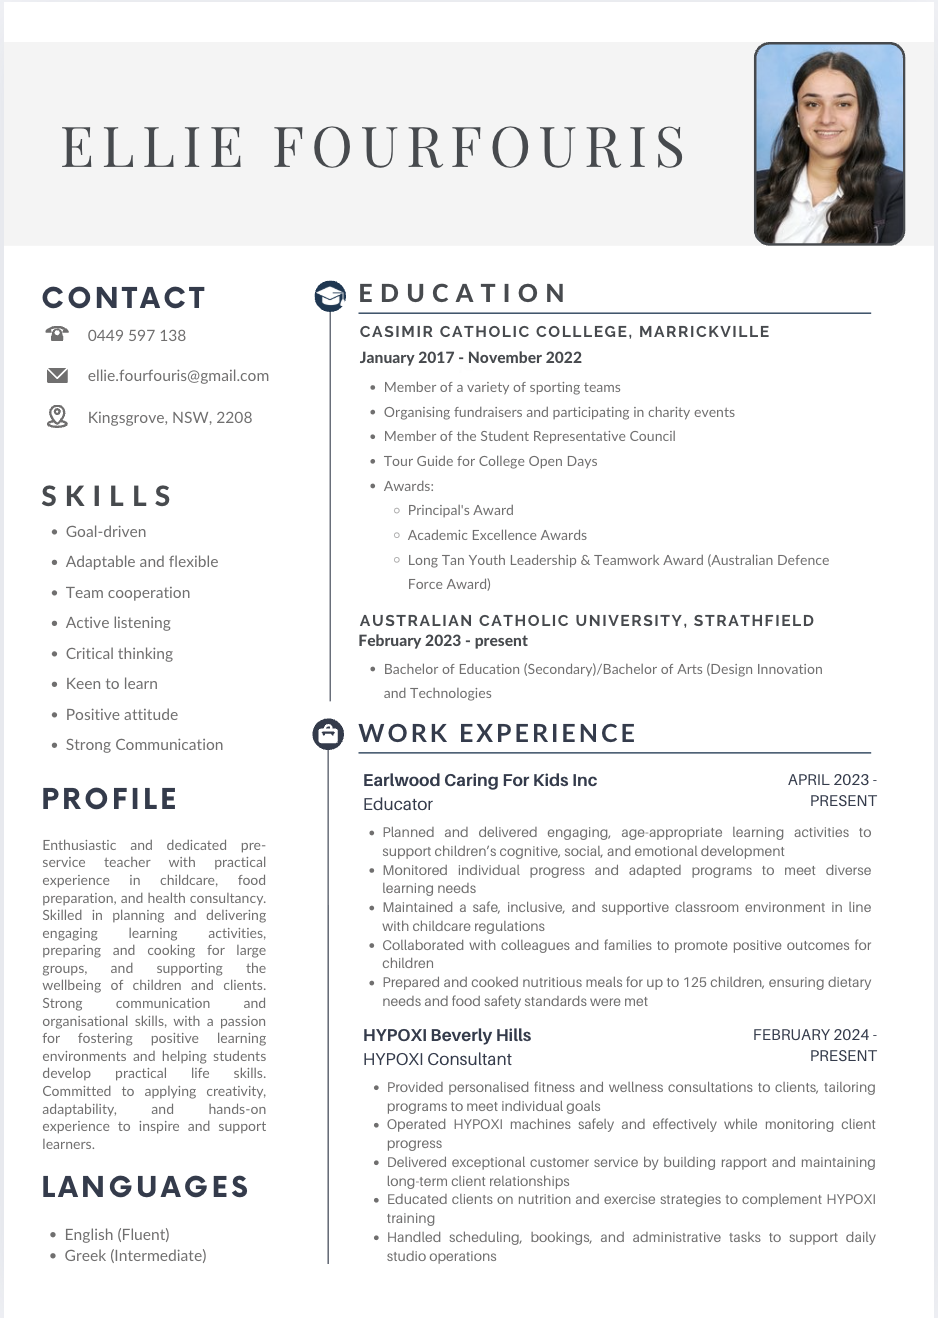 ELLIE FOURFOURIS
CONTACT
0449 597 138
ellie.fourfouris@gmail.com
Kingsgrove, NSW, 2208
SKILLS
• Goal-driven
• Adaptable and flexible
• Team cooperation
• Active listening
• Critical thinking
• Keen to learn
• Positive attitude
• Strong Communication
PROFILE
Enthusiastic and dedicated pre-
service teacher with practical
experience in childcare, food
preparation, and health consultancy.
Skilled in planning and delivering
engaging learning activities,
preparing and cooking for large
groups, and supporting the
wellbeing of children and clients.
Strong communication and
organisational skills, with a passion
for fostering positive learning
environments and helping students
develop practical life skills.
Committed to applying creativity,
adaptability, and hands-on
experience to inspire and support
learners.
LANGUAGES
• English (Fluent)
• Greek (Intermediate)
EDUCATION
CASIMIR CATHOLIC COLLLEGE, MARRICKVILLE
January 2017 - November 2022
• Member of a variety of sporting teams
• Organising fundraisers and participating in charity events
• Member of the Student Representative Council
• Tour Guide for College Open Days
• Awards:
○ Principal's Award
○ Academic Excellence Awards
○ Long Tan Youth Leadership & Teamwork Award (Australian Defence
Force Award)
AUSTRALIAN CATHOLIC UNIVERSITY, STRATHFIELD
February 2023 - present
• Bachelor of Education (Secondary)/Bachelor of Arts (Design Innovation
and Technologies
WORK EXPERIENCE
Earlwood Caring For Kids Inc
APRIL 2023 -
PRESENT
Educator
• Planned and delivered engaging, age-appropriate learning activities to
support children's cognitive, social, and emotional development
• Monitored individual progress and adapted programs to meet diverse
learning needs
• Maintained a safe, inclusive, and supportive classroom environment in line
with childcare regulations
• Collaborated with colleagues and families to promote positive outcomes for
children
• Prepared and cooked nutritious meals for up to 125 children, ensuring dietary
needs and food safety standards were met
HYPOXI Beverly Hills
FEBRUARY 2024 -
PRESENT
HYPOXI Consultant
• Provided personalised fitness and wellness consultations to clients, tailoring
programs to meet individual goals
• Operated HYPOXI machines safely and effectively while monitoring client
progress
• Delivered exceptional customer service by building rapport and maintaining
long-term client relationships
• Educated clients on nutrition and exercise strategies to complement HYPOXI
training
• Handled scheduling, bookings, and administrative tasks to support daily
studio operations